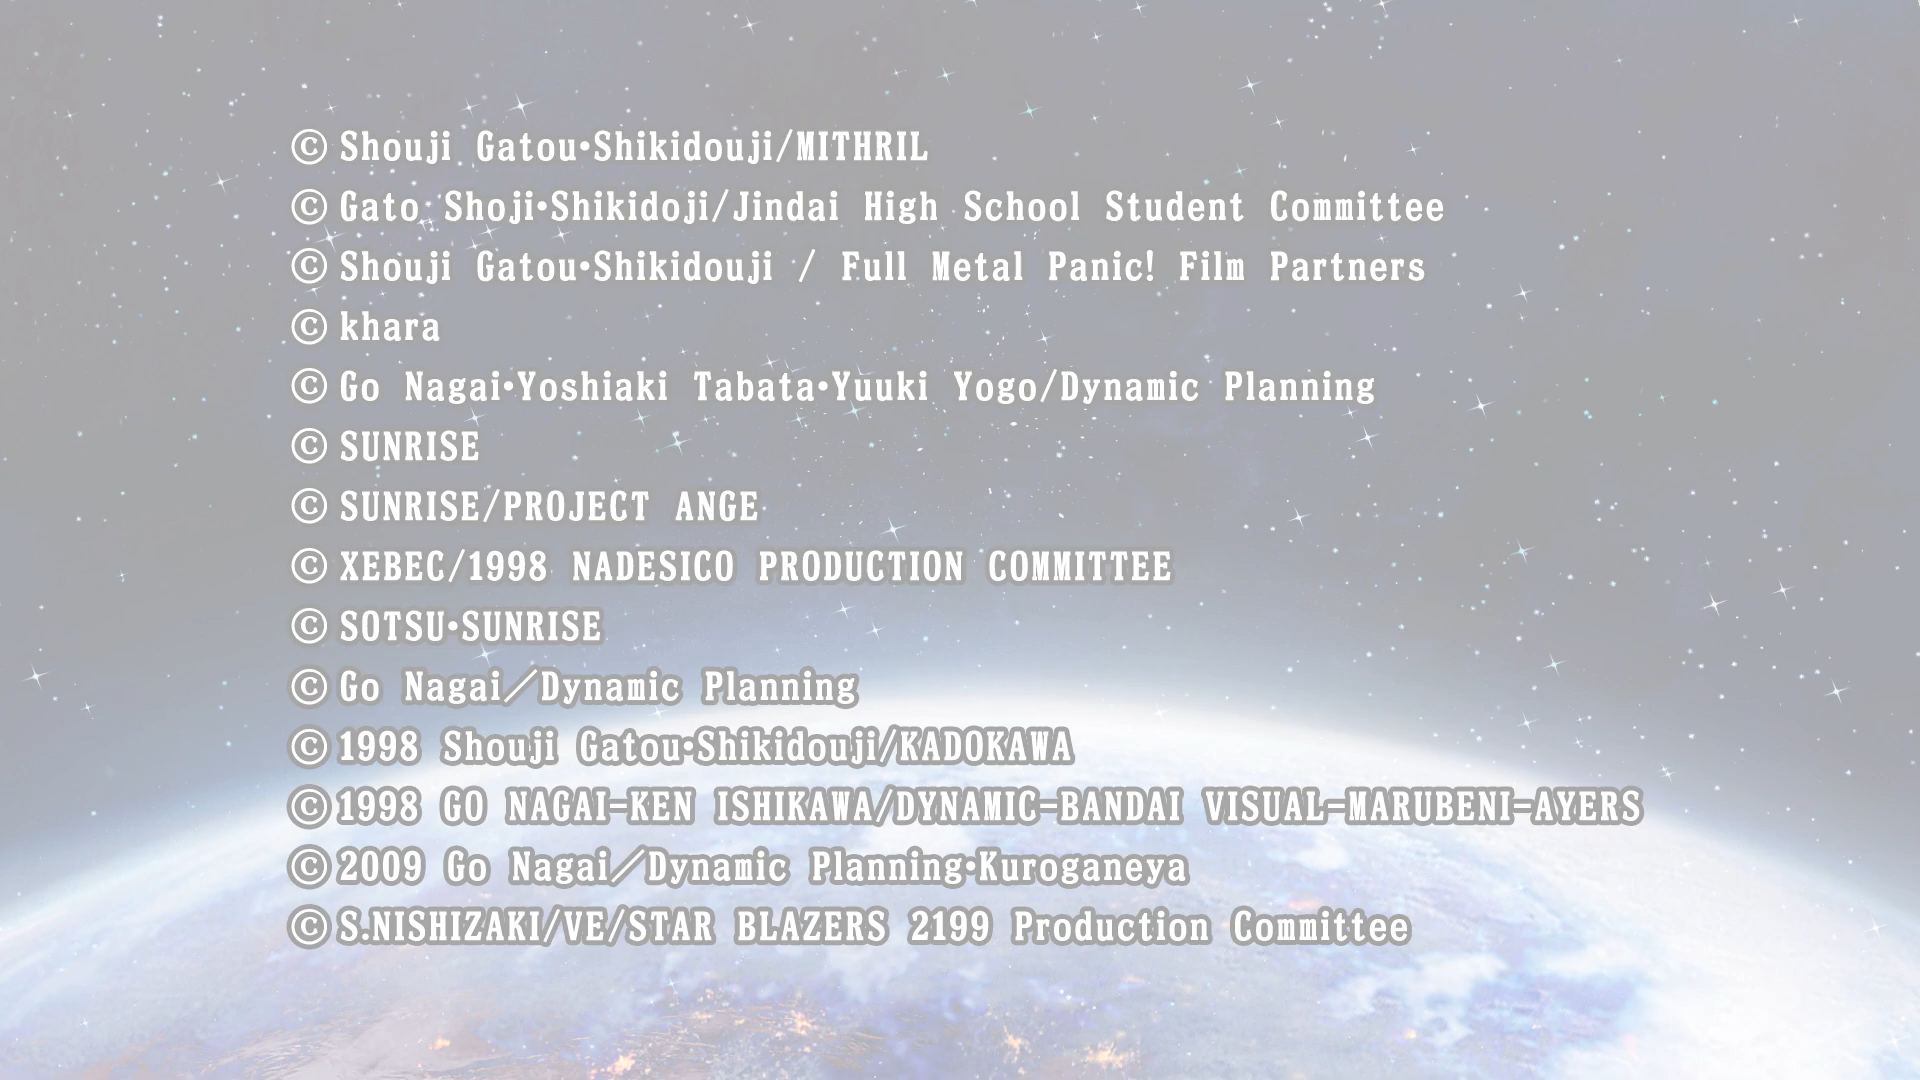 © Shouji Gatou•Shikidouji/MITHRIL
© Gato Shoji•Shikidoji/Jindai High School Student Committee
© Shouji Gatou•Shikidouji / Full Metal Panic! Film Partners
© khara
© Go Nagai•Yoshiaki Tabata•Yuuki Yogo/Dynamic Planning
© SUNRISE
© SUNRISE/PROJECT ANGE
© XEBEC/1998 NADESICO PRODUCTION COMMITTEE
© SOTSU•SUNRISE
© Go Nagai／Dynamic Planning
© 1998 Shouji Gatou•Shikidouji/KADOKAWA
© 1998 GO NAGAI−KEN ISHIKAWA/DYNAMIC−BANDAI VISUAL−MARUBENI−AYERS
© 2009 Go Nagai／Dynamic Planning•Kuroganeya
© S.NISHIZAKI/VE/STAR BLAZERS 2199 Production Committee